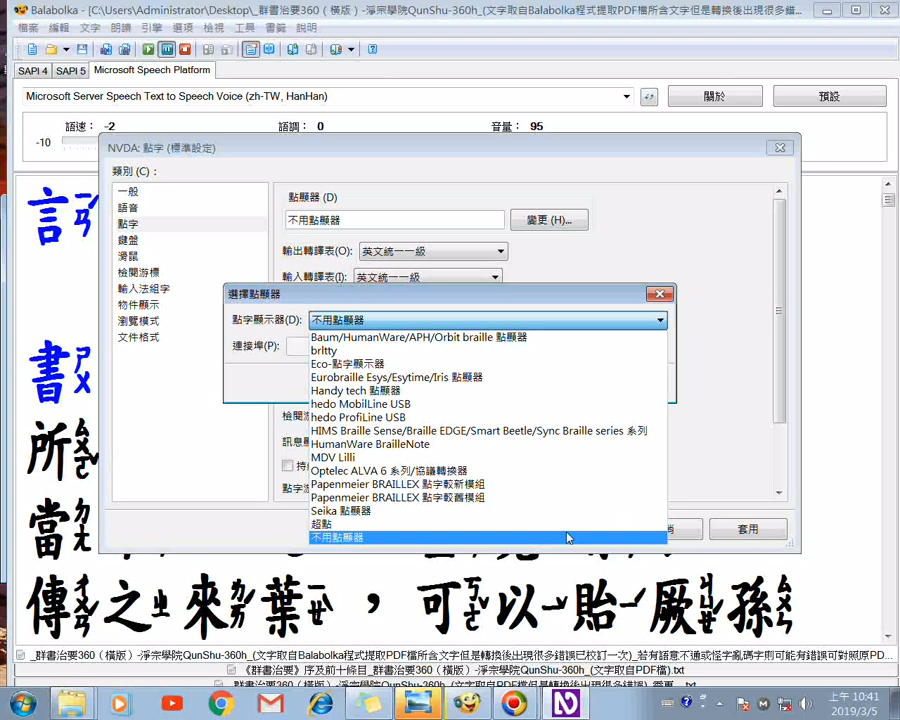 Balabolka - [C:\Users\Administrator\Desktop\_群書治要360（橫版）-淨宗學院QunShu-360h_(文字取自Balabolka程式提取PDF檔所含文字但是轉換後出現很多錯...
檔案 編輯 文字 朗讀 引擎 選項 檢視 工具 書籤 說明
SAPI 4 SAPI 5 Microsoft Speech Platform
Microsoft Server Speech Text to Speech Voice (zh-TW, HanHan) 關於 預設
語速： -2 語調： 0 音量： 95
-10
NVDA: 點字 (標準設定)
類別 (C)：
一般
語音
點字
鍵盤
滑鼠
檢閱游標
輸入法組字
物件顯示
瀏覽模式
文件格式
點顯器 (D)
不用點顯器 變更 (H)...
輸出轉譯表(O): 英文統一一級
輸入轉譯表(I): 英文統一一級
選擇點顯器
點字顯示器(D): 不用點顯器
連接埠(P):
Baum/HumanWare/APH/Orbit braille 點顯器
brltty
Eco-點字顯示器
Eurobraille Esys/Esytime/Iris 點顯器
Handy tech 點顯器
hedo MobilLine USB
hedo ProfiLine USB
HIMS Braille Sense/Braille EDGE/Smart Beetle/Sync Braille series 系列
HumanWare BrailleNote
MDV Lilli
Optelec ALVA 6 系列/協議轉換器
Papenmeier BRAILLEX 點字較新模組
Papenmeier BRAILLEX 點字較舊模組
Seika 點顯器
超點
不用點顯器
檢閱游
訊息顯
持
點字游
消 套用
言
書
所
當
傳之來葉，可以貽厥孫
_群書治要360（橫版）-淨宗學院QunShu-360h_(文字取自Balabolka程式提取PDF檔所含文字但是轉換後出現很多錯誤已校訂一次)_若有語意不通或怪字亂碼字則可能有錯誤可對照原PD...
《群書治要》序及前十條目_群書治要360（橫版）-淨宗學院QunShu-360h_(文字取自PDF檔).txt
上午 10:41
2019/3/5